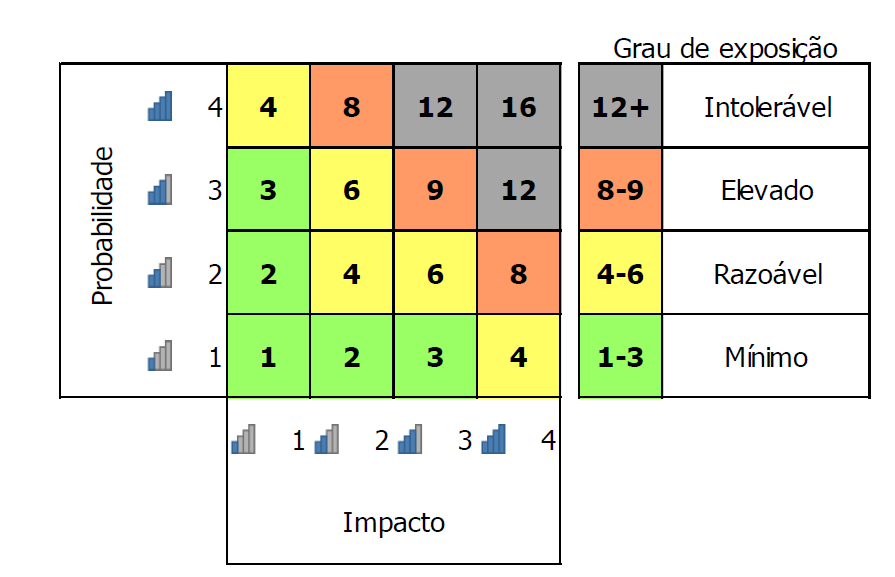 Grau de exposição
4 4 8 12 16 12+ Intolerável
3 3 6 9 12 8-9 Elevado
Probabilidade
2 2 4 6 8 4-6 Razoável
1 1 2 3 4 1-3 Mínimo
1 2 3 4
Impacto